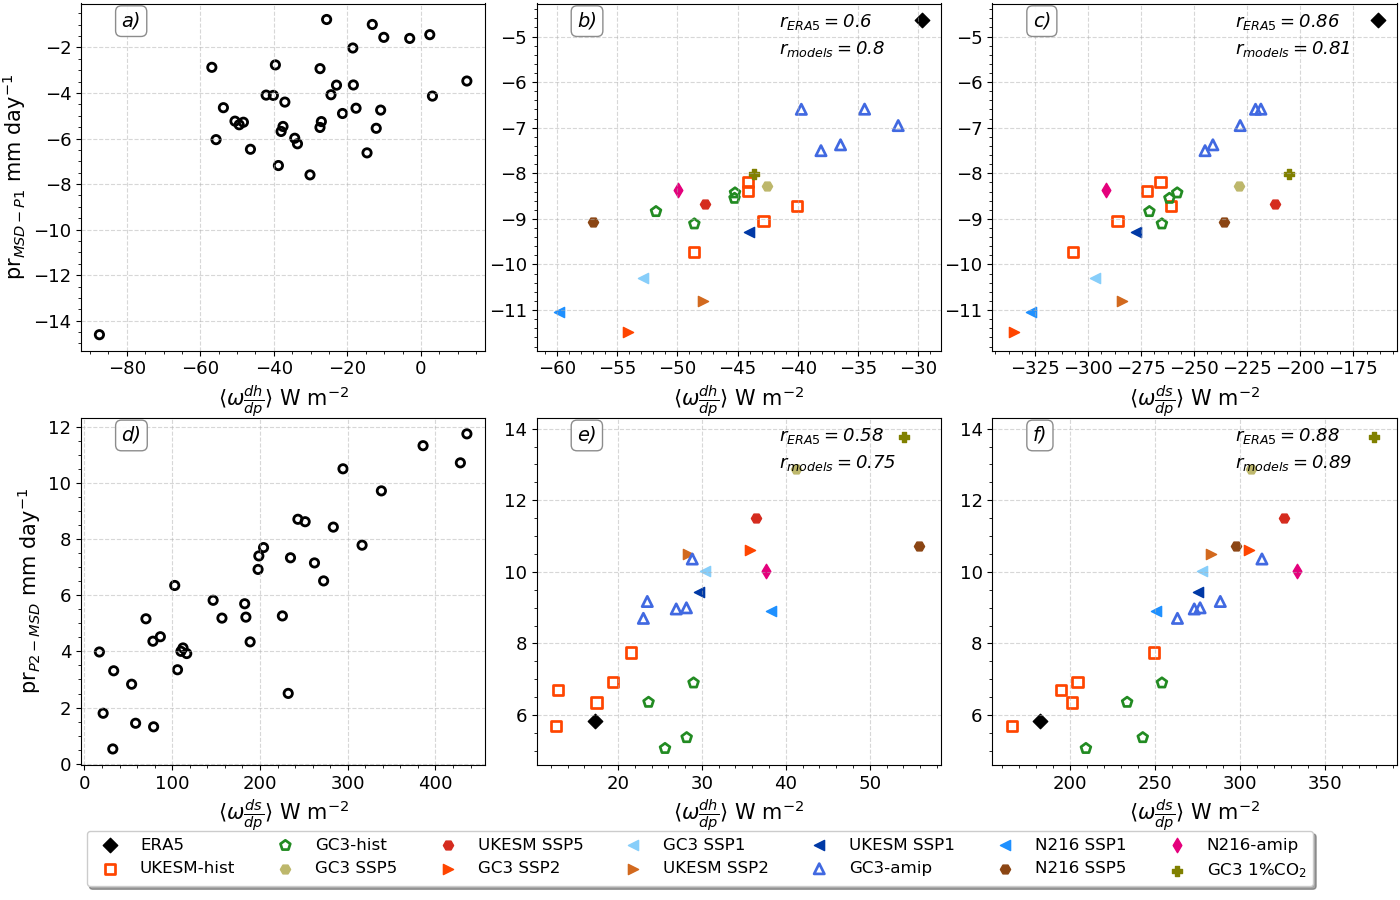 a)
b)
c)
r_ERA5 = 0.6
r_models = 0.8
r_ERA5 = 0.86
r_models = 0.81
pr_MSD−P1 mm day⁻¹
−2
−4
−6
−8
−10
−12
−14
−5
−6
−7
−8
−9
−10
−11
−5
−6
−7
−8
−9
−10
−11
−80 −60 −40 −20 0
−60 −55 −50 −45 −40 −35 −30
−325 −300 −275 −250 −225 −200 −175
⟨ω dh/dp⟩ W m⁻²
⟨ω dh/dp⟩ W m⁻²
⟨ω ds/dp⟩ W m⁻²
d)
e)
f)
r_ERA5 = 0.58
r_models = 0.75
r_ERA5 = 0.88
r_models = 0.89
pr_P2−MSD mm day⁻¹
12
10
8
6
4
2
0
14
12
10
8
6
14
12
10
8
6
0 100 200 300 400
20 30 40 50
200 250 300 350
⟨ω ds/dp⟩ W m⁻²
⟨ω dh/dp⟩ W m⁻²
⟨ω ds/dp⟩ W m⁻²
ERA5 GC3-hist UKESM SSP5 GC3 SSP1 UKESM SSP1 N216 SSP1 N216-amip
UKESM-hist GC3 SSP5 GC3 SSP2 UKESM SSP2 GC3-amip N216 SSP5 GC3 1%CO₂